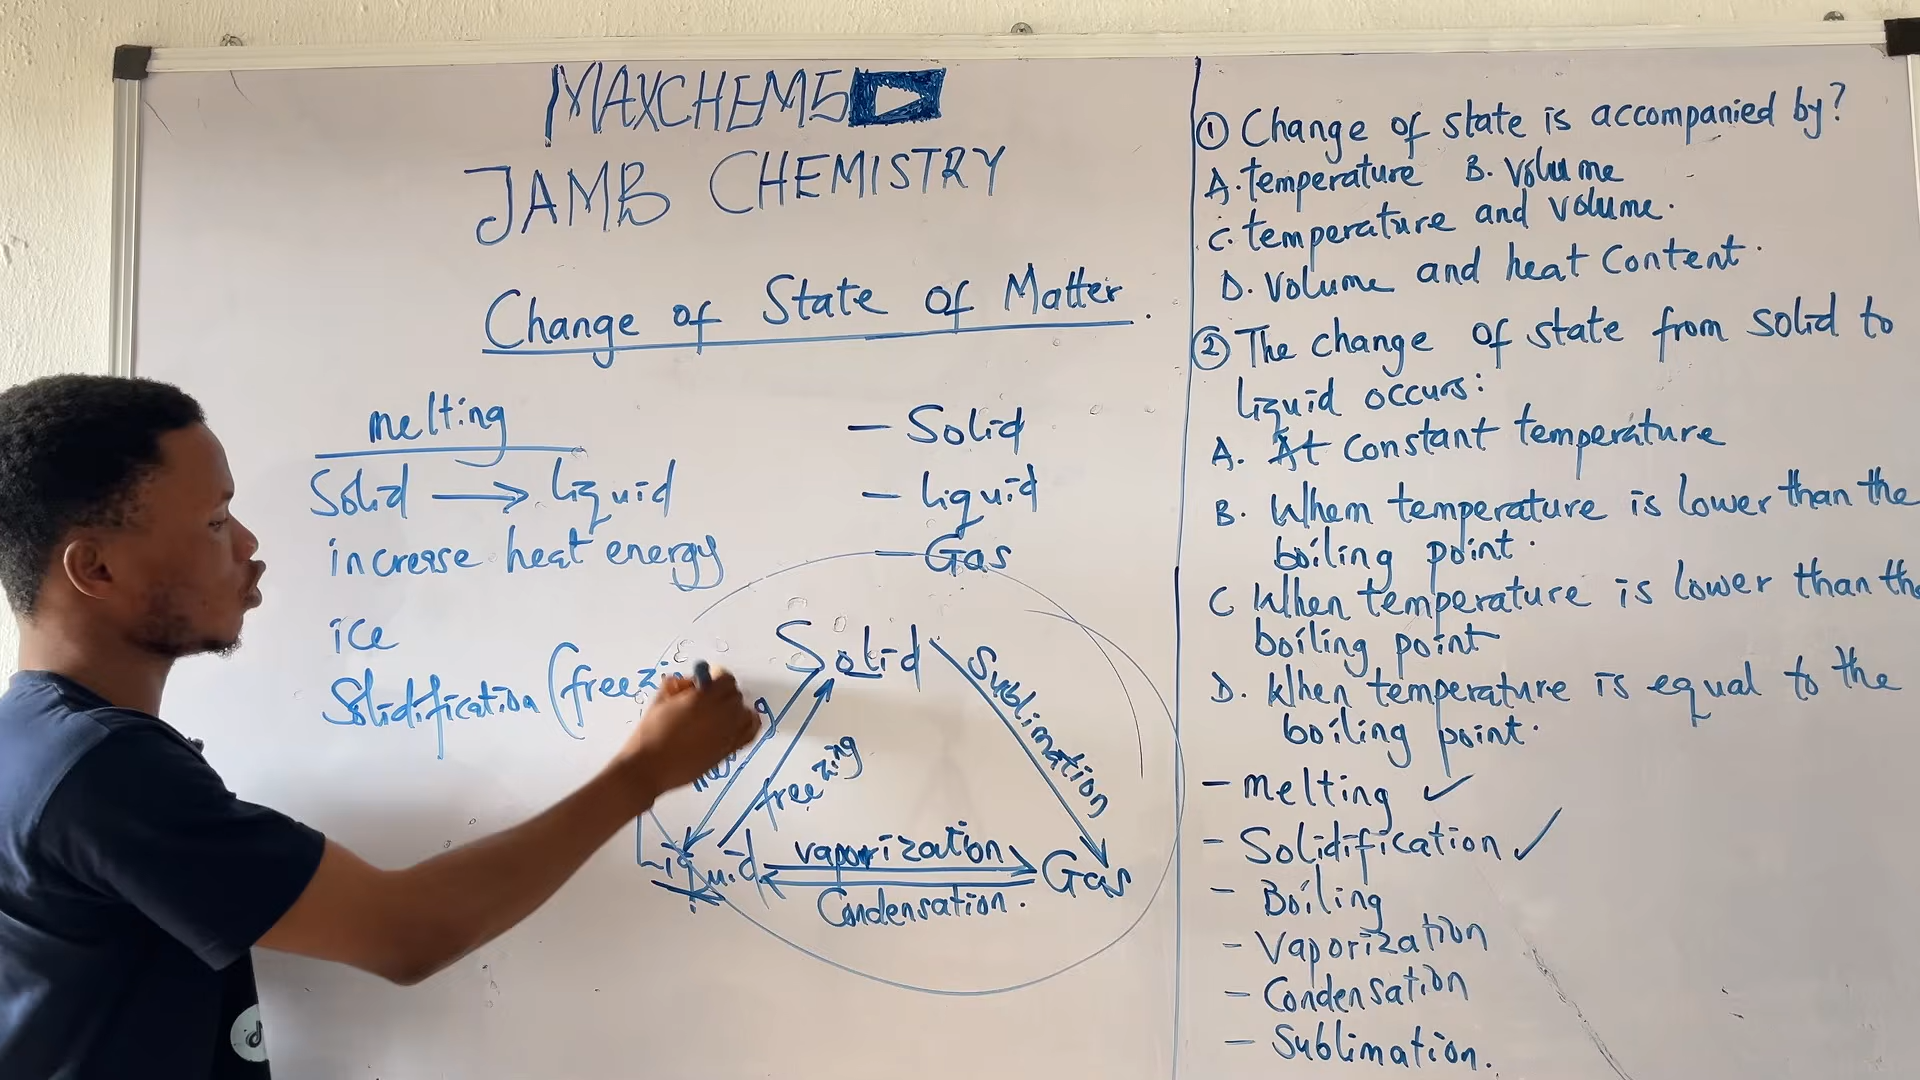 MAXCHEM5
JAMB CHEMISTRY
Change of State of Matter.
melting
Solid → liquid
increase heat energy
ice
Solidification (freezin
- Solid
- liquid
- Gas
Solid
Sublimation
freezing
Liquid
vaporization
Gas
Condensation.
① Change of state is accompanied by?
A. temperature B. Volume
C. temperature and volume.
D. Volume and heat Content.
② The change of state from solid to
liquid occurs:
A. At constant temperature
B. When temperature is lower than the
boiling point.
C When temperature is lower than the
boiling point
D. When temperature is equal to the
boiling point.
- melting ✓
- Solidification ✓
- Boiling
- Vaporization
- Condensation
- Sublimation.